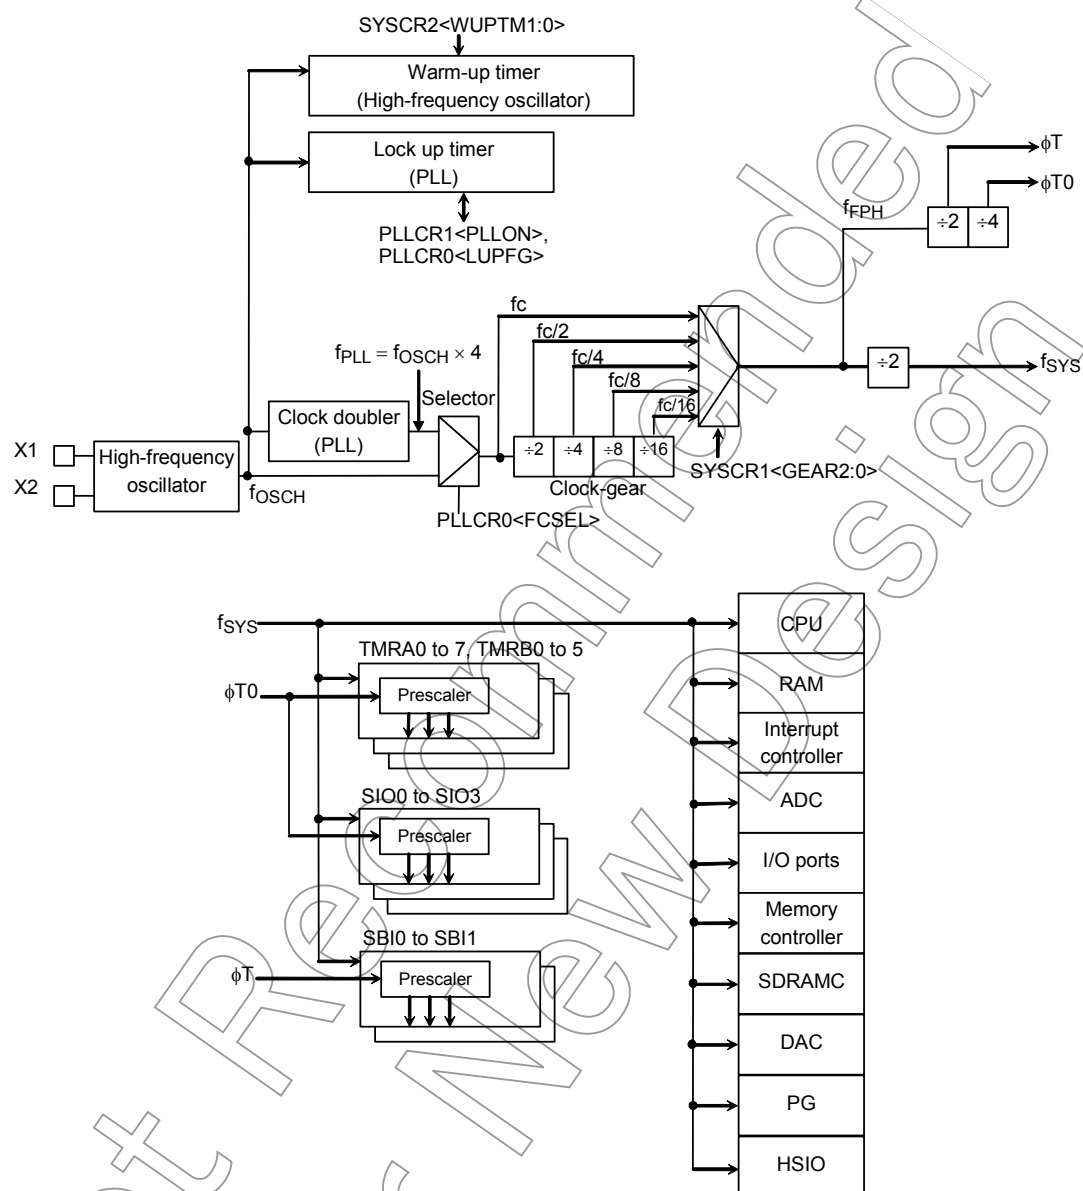 SYSCR2<WUPTM1:0>
Warm-up timer
(High-frequency oscillator)
Lock up timer
(PLL)
PLLCR1<PLLON>,
PLLCR0<LUPFG>
φT
φT0
fFPH
÷2
÷4
fc
fc/2
fc/4
fc/8
fc/16
fPLL = fOSCH × 4
÷2
fSYS
Selector
Clock doubler
(PLL)
X1
X2
High-frequency
oscillator
fOSCH
÷2
÷4
÷8
÷16
Clock-gear
SYSCR1<GEAR2:0>
PLLCR0<FCSEL>
fSYS
TMRA0 to 7, TMRB0 to 5
φT0
Prescaler
SIO0 to SIO3
Prescaler
SBI0 to SBI1
φT
Prescaler
CPU
RAM
Interrupt
controller
ADC
I/O ports
Memory
controller
SDRAMC
DAC
PG
HSIO
Recommended
New Design